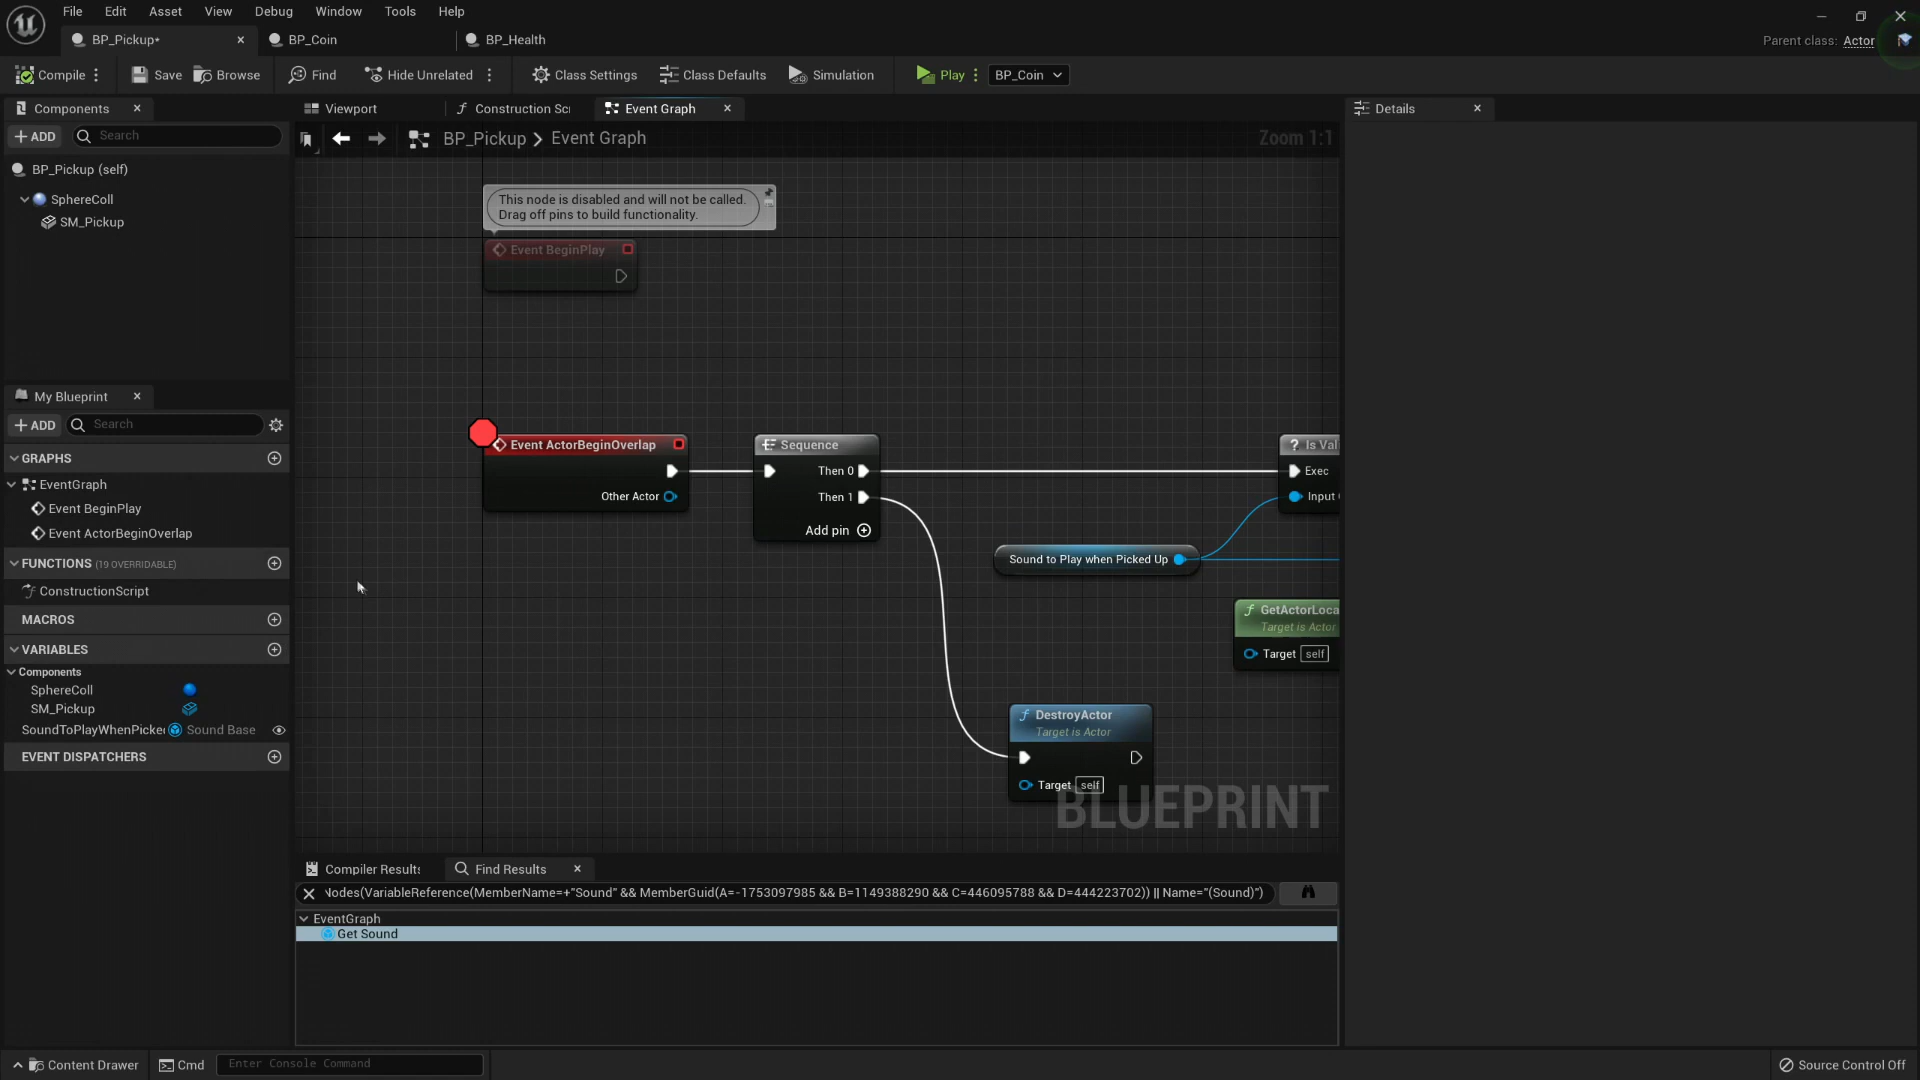 File Edit Asset View Debug Window Tools Help
BP_Pickup* BP_Coin BP_Health
Parent class: Actor
Compile Save Browse Find Hide Unrelated Class Settings Class Defaults Simulation Play BP_Coin
Components Viewport Construction Scr Event Graph Details
ADD Search
BP_Pickup > Event Graph Zoom 1:1
BP_Pickup (self)
SphereColl
SM_Pickup
This node is disabled and will not be called.
Drag off pins to build functionality.
Event BeginPlay
My Blueprint
ADD Search
GRAPHS
EventGraph
Event BeginPlay
Event ActorBeginOverlap
FUNCTIONS (19 OVERRIDABLE)
ConstructionScript
MACROS
VARIABLES
Components
SphereColl
SM_Pickup
SoundToPlayWhenPicked Sound Base
EVENT DISPATCHERS
Event ActorBeginOverlap
Other Actor
Sequence
Then 0
Then 1
Add pin
? Is Val
Exec
Input
Sound to Play when Picked Up
f GetActorLoca
Target is Actor
Target self
f DestroyActor
Target is Actor
Target self
BLUEPRINT
Compiler Results Find Results
Nodes(VariableReference(MemberName=+"Sound" && MemberGuid(A=-1753097985 && B=1149388290 && C=446095788 && D=444223702)) || Name="(Sound)")
EventGraph
Get Sound
Content Drawer Cmd Enter Console Command Source Control Off